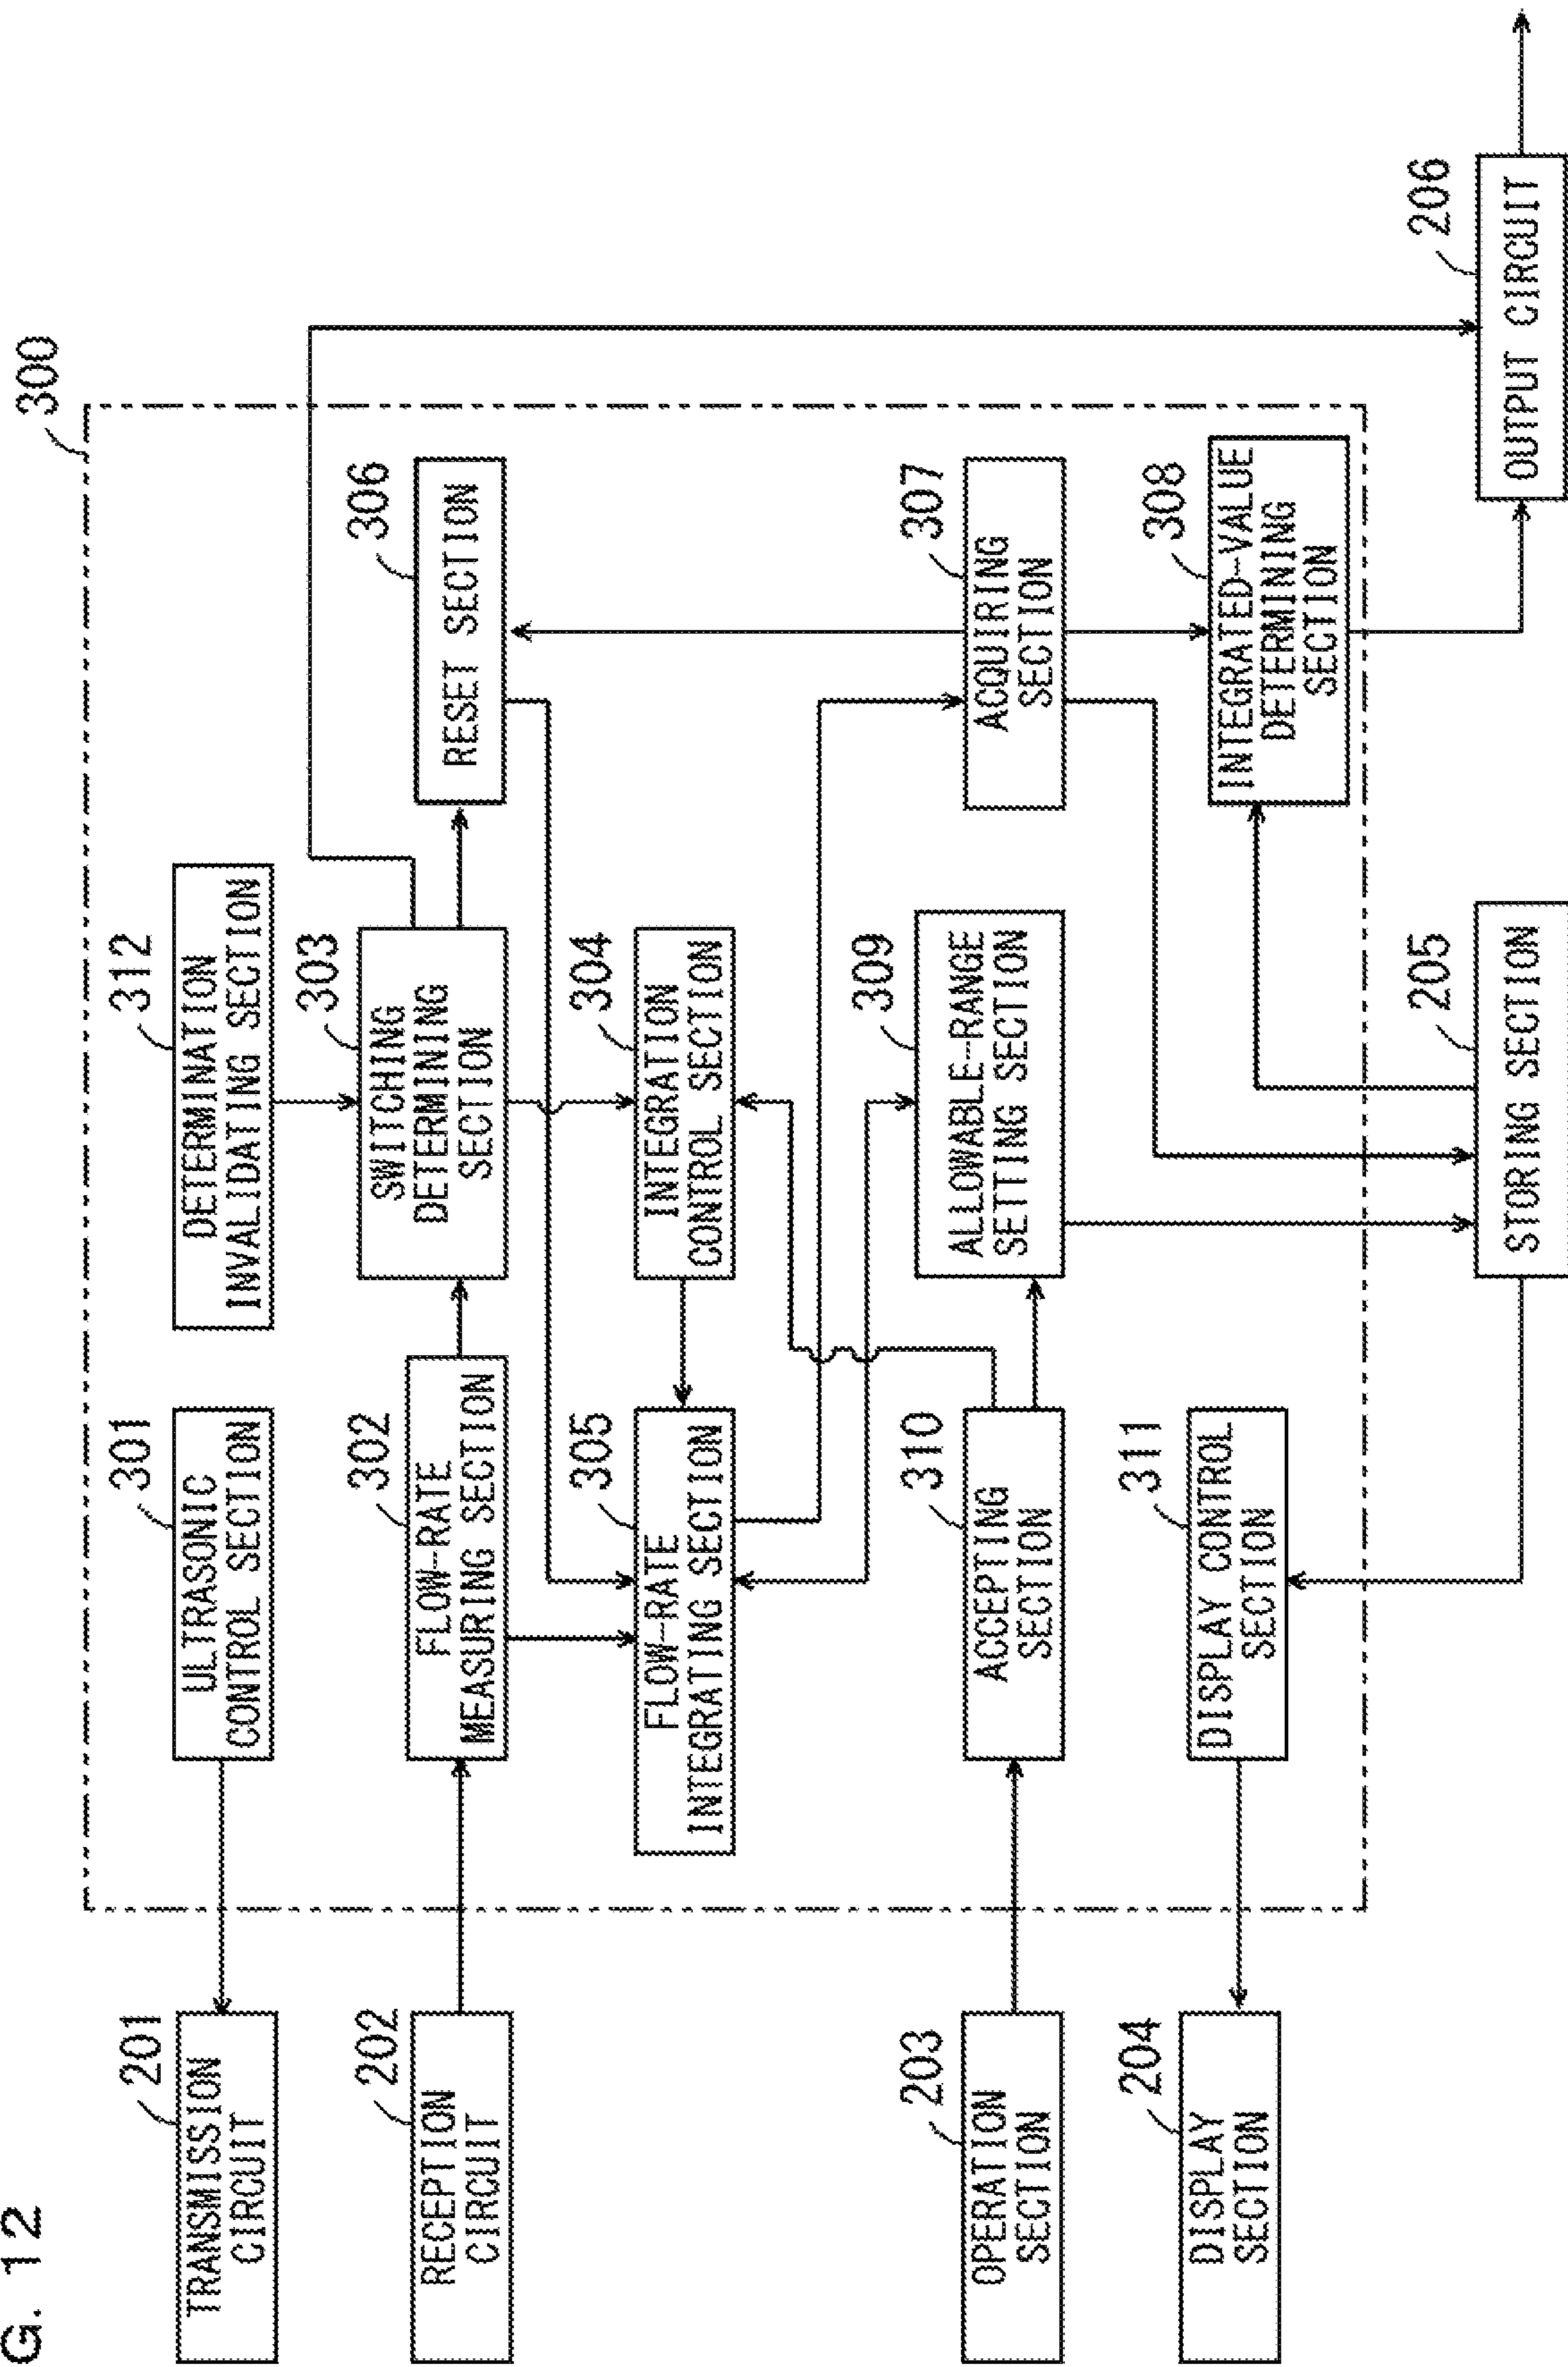 G. 12
300
201
TRANSMISSION
CIRCUIT
301
ULTRASONIC
CONTROL SECTION
312
DETERMINATION
INVALIDATING SECTION
202
RECEPTION
CIRCUIT
302
FLOW-RATE
MEASURING SECTION
303
SWITCHING
DETERMINING
SECTION
306
RESET SECTION
305
FLOW-RATE
INTEGRATING SECTION
304
INTEGRATION
CONTROL SECTION
203
OPERATION
SECTION
310
ACCEPTING
SECTION
309
ALLOWABLE-RANGE
SETTING SECTION
307
ACQUIRING
SECTION
204
DISPLAY
SECTION
311
DISPLAY CONTROL
SECTION
308
INTEGRATED-VALUE
DETERMINING
SECTION
205
STORING SECTION
206
OUTPUT CIRCUIT